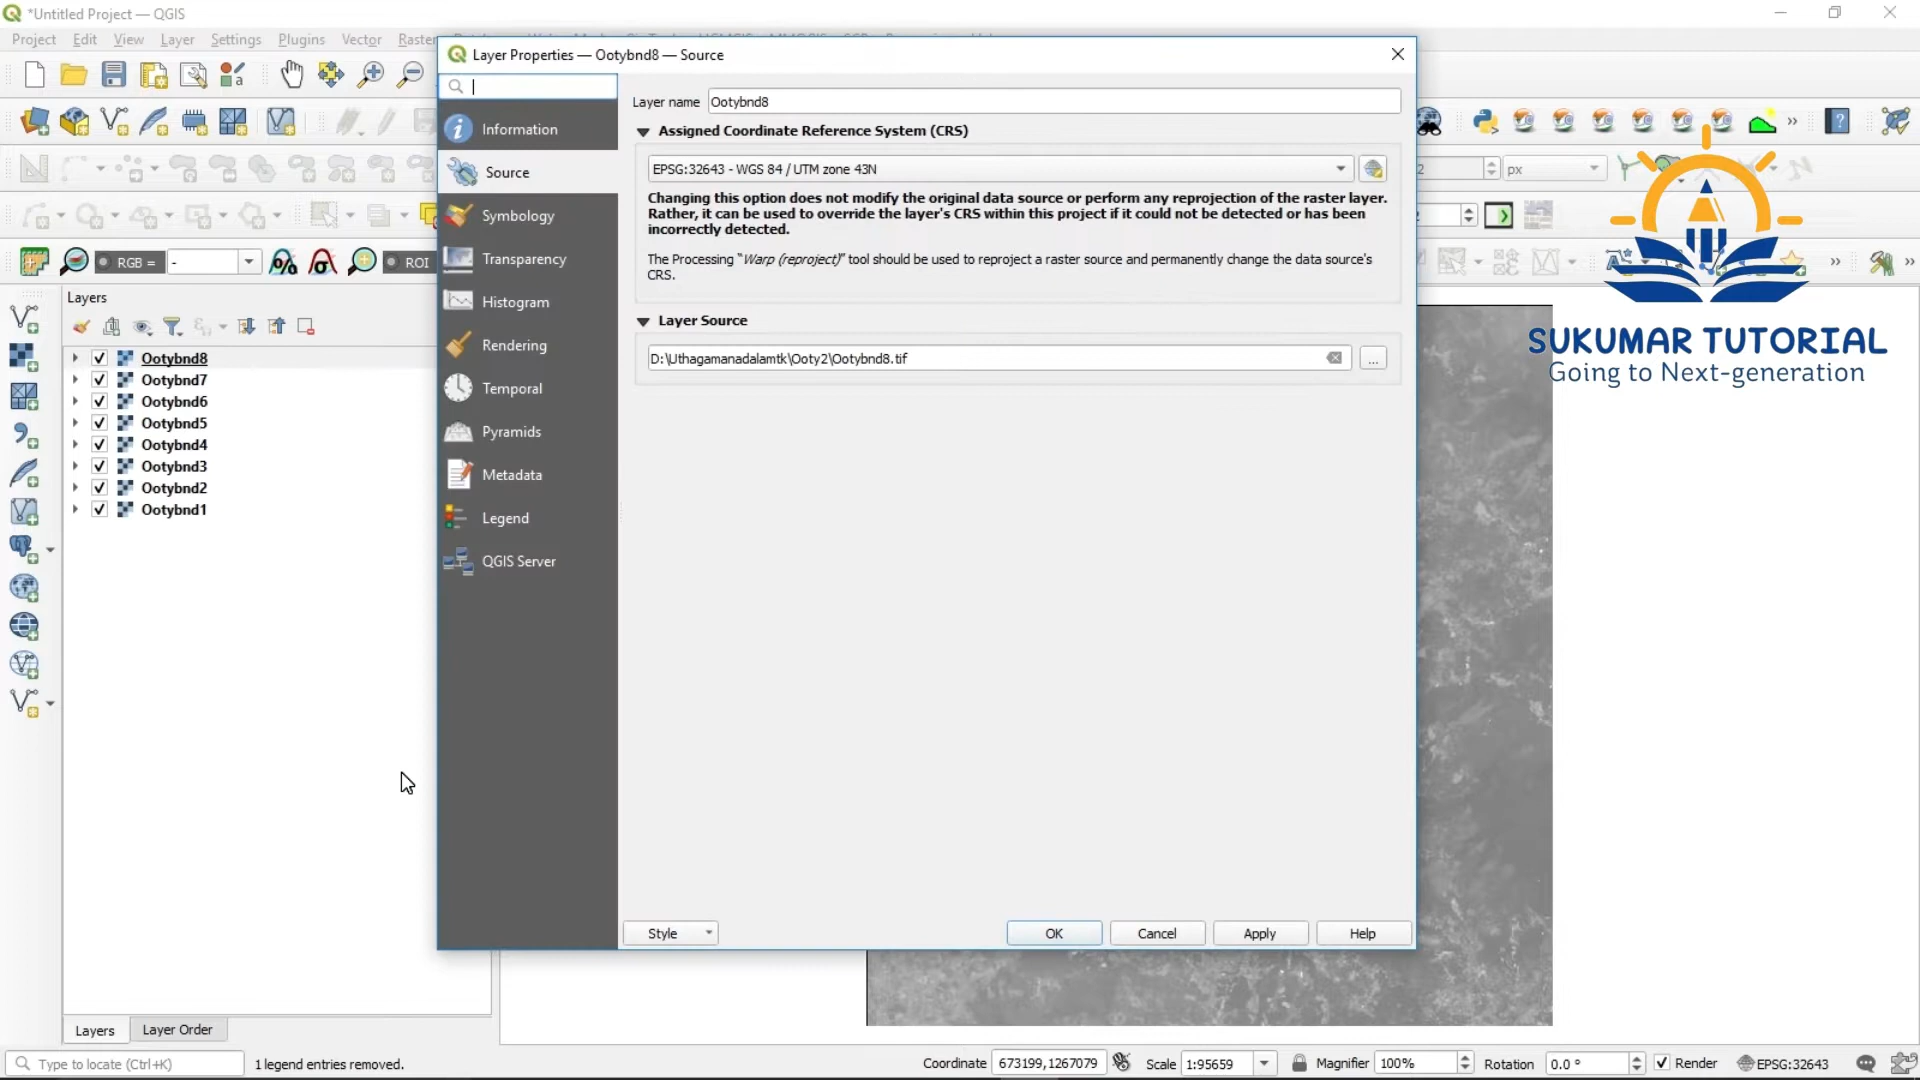 *Untitled Project — QGIS
Project Edit View Layer Settings Plugins Vector Raster
RGB = - ROI
px
Layers
Ootybnd8
Ootybnd7
Ootybnd6
Ootybnd5
Ootybnd4
Ootybnd3
Ootybnd2
Ootybnd1
Layers Layer Order
Layer Properties — Ootybnd8 — Source
Information
Source
Symbology
Transparency
Histogram
Rendering
Temporal
Pyramids
Metadata
Legend
QGIS Server
Layer name Ootybnd8
Assigned Coordinate Reference System (CRS)
EPSG:32643 - WGS 84 / UTM zone 43N
Changing this option does not modify the original data source or perform any reprojection of the raster layer.
Rather, it can be used to override the layer's CRS within this project if it could not be detected or has been
incorrectly detected.
The Processing “Warp (reproject)” tool should be used to reproject a raster source and permanently change the data source's
CRS.
Layer Source
D:\Uthagamanadalamtk\Ooty2\Ootybnd8.tif
...
Style OK Cancel Apply Help
SUKUMAR TUTORIAL
Going to Next-generation
Type to locate (Ctrl+K) 1 legend entries removed. Coordinate 673199,1267079 Scale 1:95659 Magnifier 100% Rotation 0.0 ° Render EPSG:32643